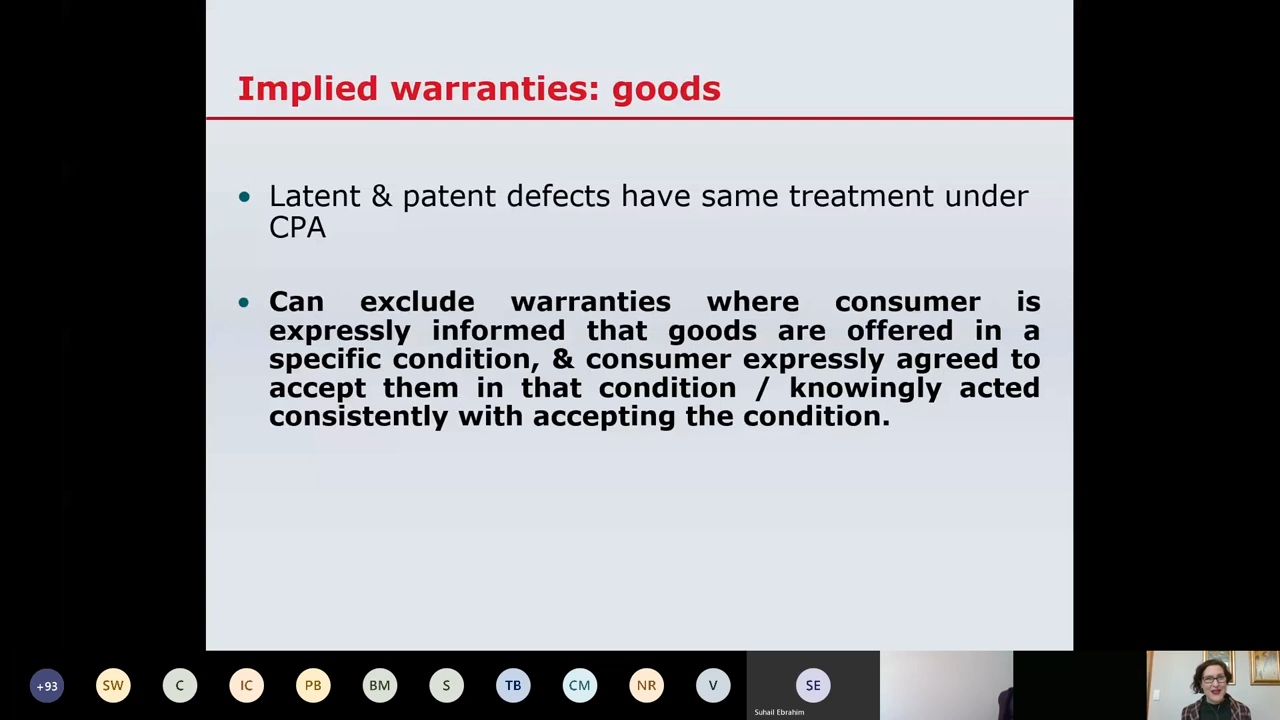 Implied warranties: goods
• Latent & patent defects have same treatment under
CPA
• Can exclude warranties where consumer is
expressly informed that goods are offered in a
specific condition, & consumer expressly agreed to
accept them in that condition / knowingly acted
consistently with accepting the condition.
+93 SW C IC PB BM S TB CM NR V SE
Suhail Ebrahim